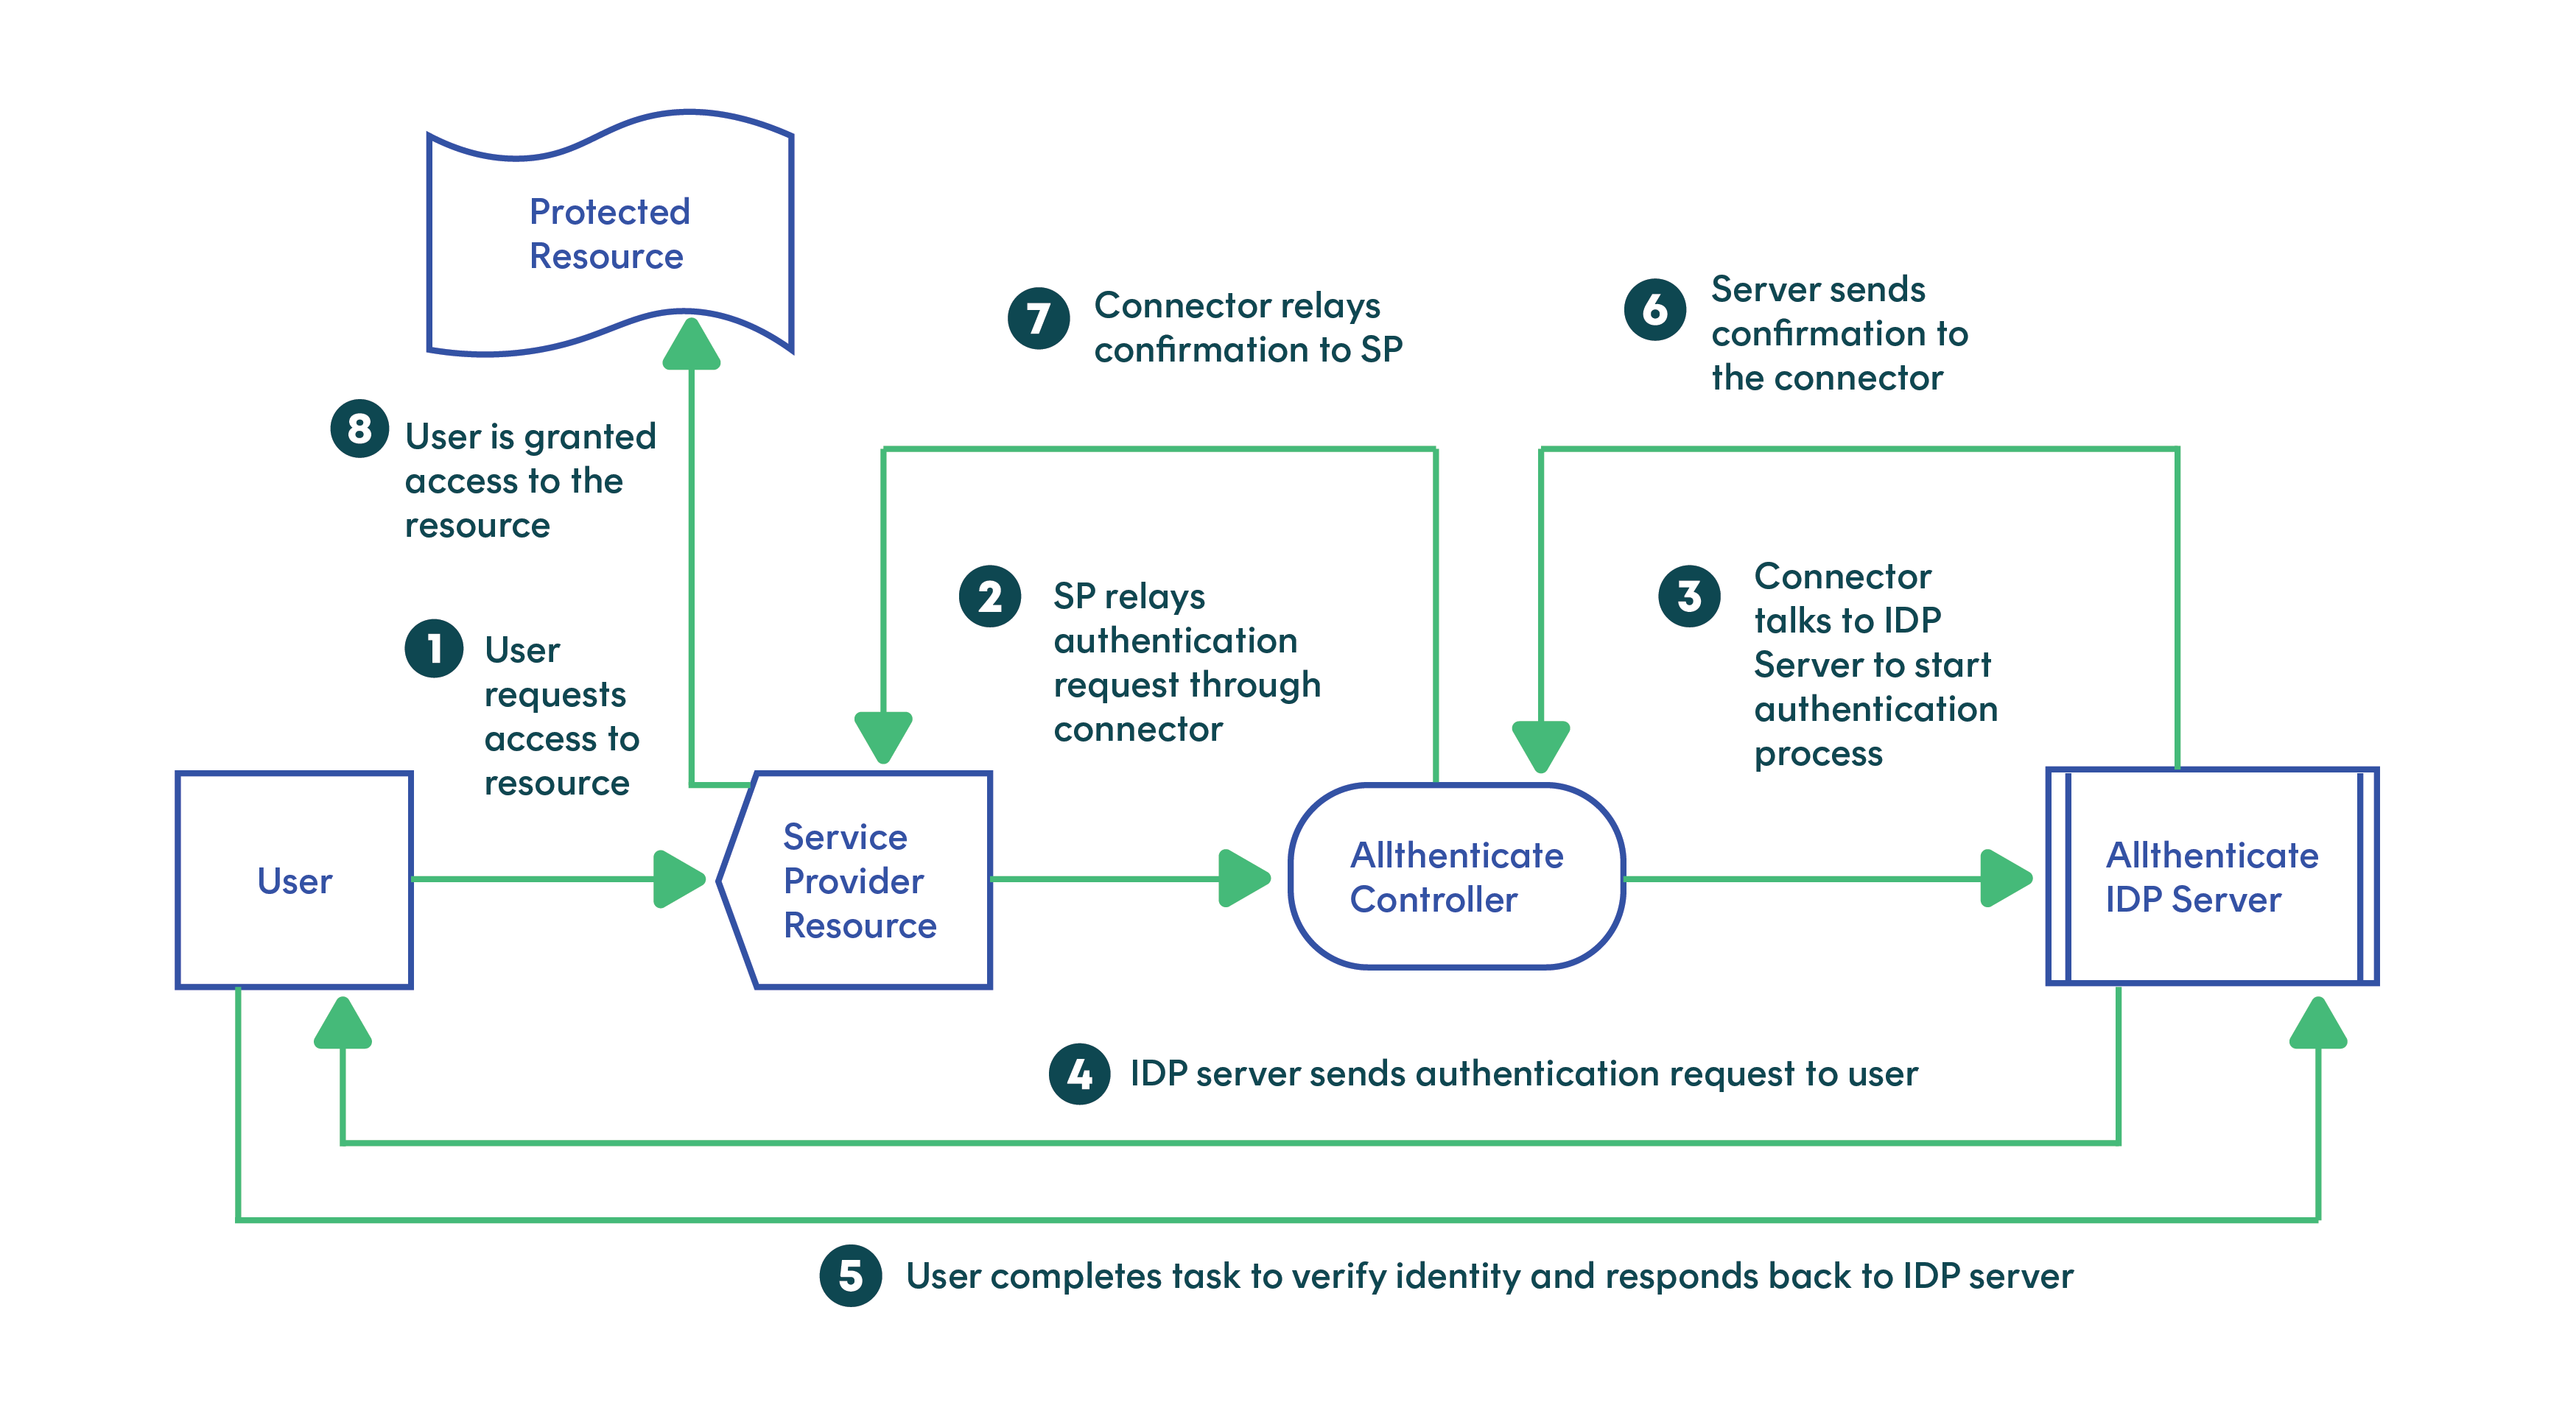 Protected
Resource
7
Connector relays
confirmation to SP
6
Server sends
confirmation to
the connector
8
User is granted
access to the
resource
1
User
requests
access to
resource
2
SP relays
authentication
request through
connector
3
Connector
talks to IDP
Server to start
authentication
process
User
Service
Provider
Resource
Allthenticate
Controller
Allthenticate
IDP Server
4
IDP server sends authentication request to user
5
User completes task to verify identity and responds back to IDP server